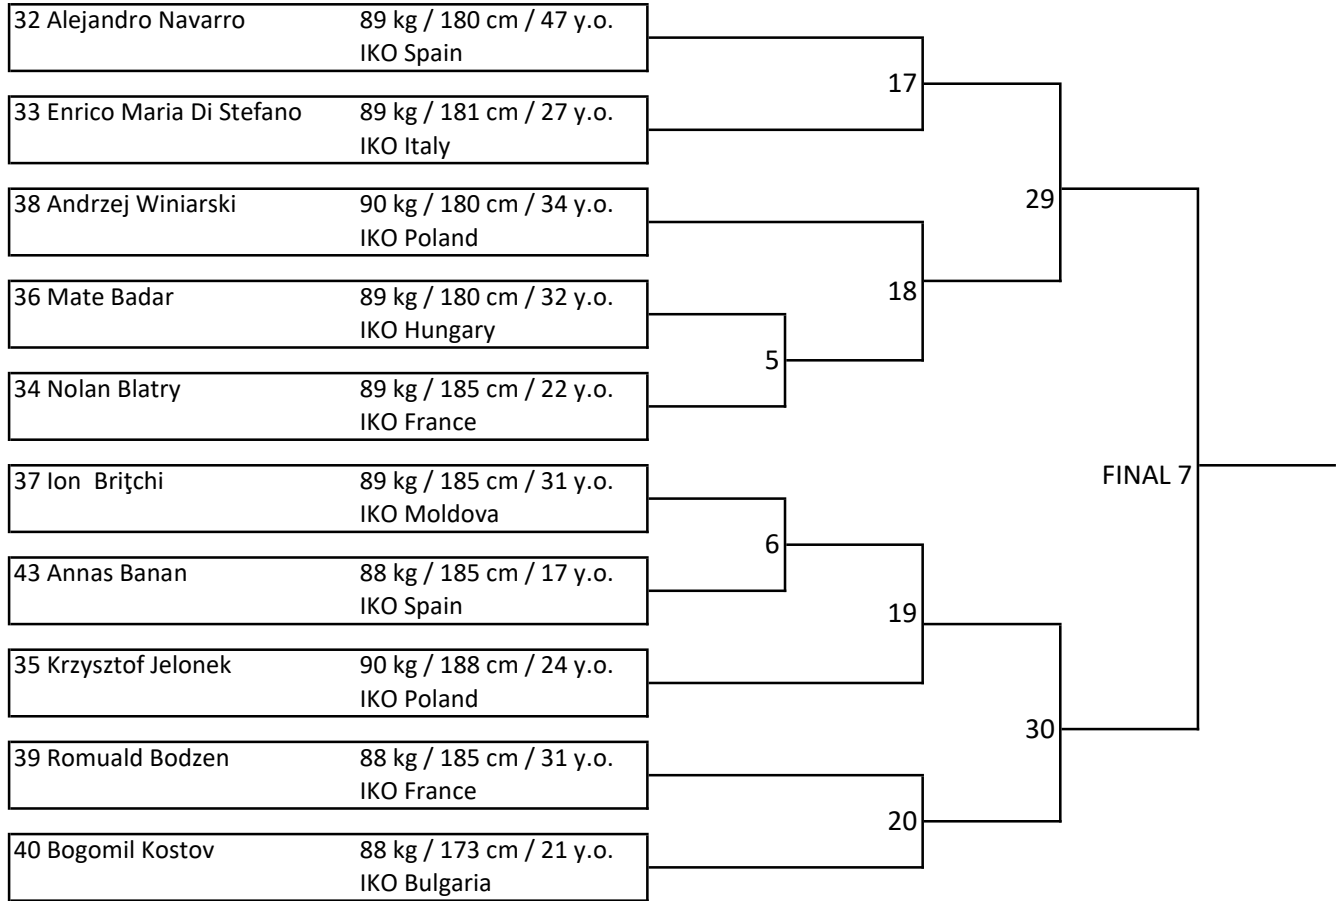 32 Alejandro Navarro 89 kg / 180 cm / 47 y.o.
IKO Spain
17
33 Enrico Maria Di Stefano 89 kg / 181 cm / 27 y.o.
IKO Italy
29
38 Andrzej Winiarski 90 kg / 180 cm / 34 y.o.
IKO Poland
18
36 Mate Badar 89 kg / 180 cm / 32 y.o.
IKO Hungary
5
34 Nolan Blatry 89 kg / 185 cm / 22 y.o.
IKO France
FINAL 7
37 Ion  Briţchi 89 kg / 185 cm / 31 y.o.
IKO Moldova
6
43 Annas Banan 88 kg / 185 cm / 17 y.o.
IKO Spain
19
35 Krzysztof Jelonek 90 kg / 188 cm / 24 y.o.
IKO Poland
30
39 Romuald Bodzen 88 kg / 185 cm / 31 y.o.
IKO France
20
40 Bogomil Kostov 88 kg / 173 cm / 21 y.o.
IKO Bulgaria